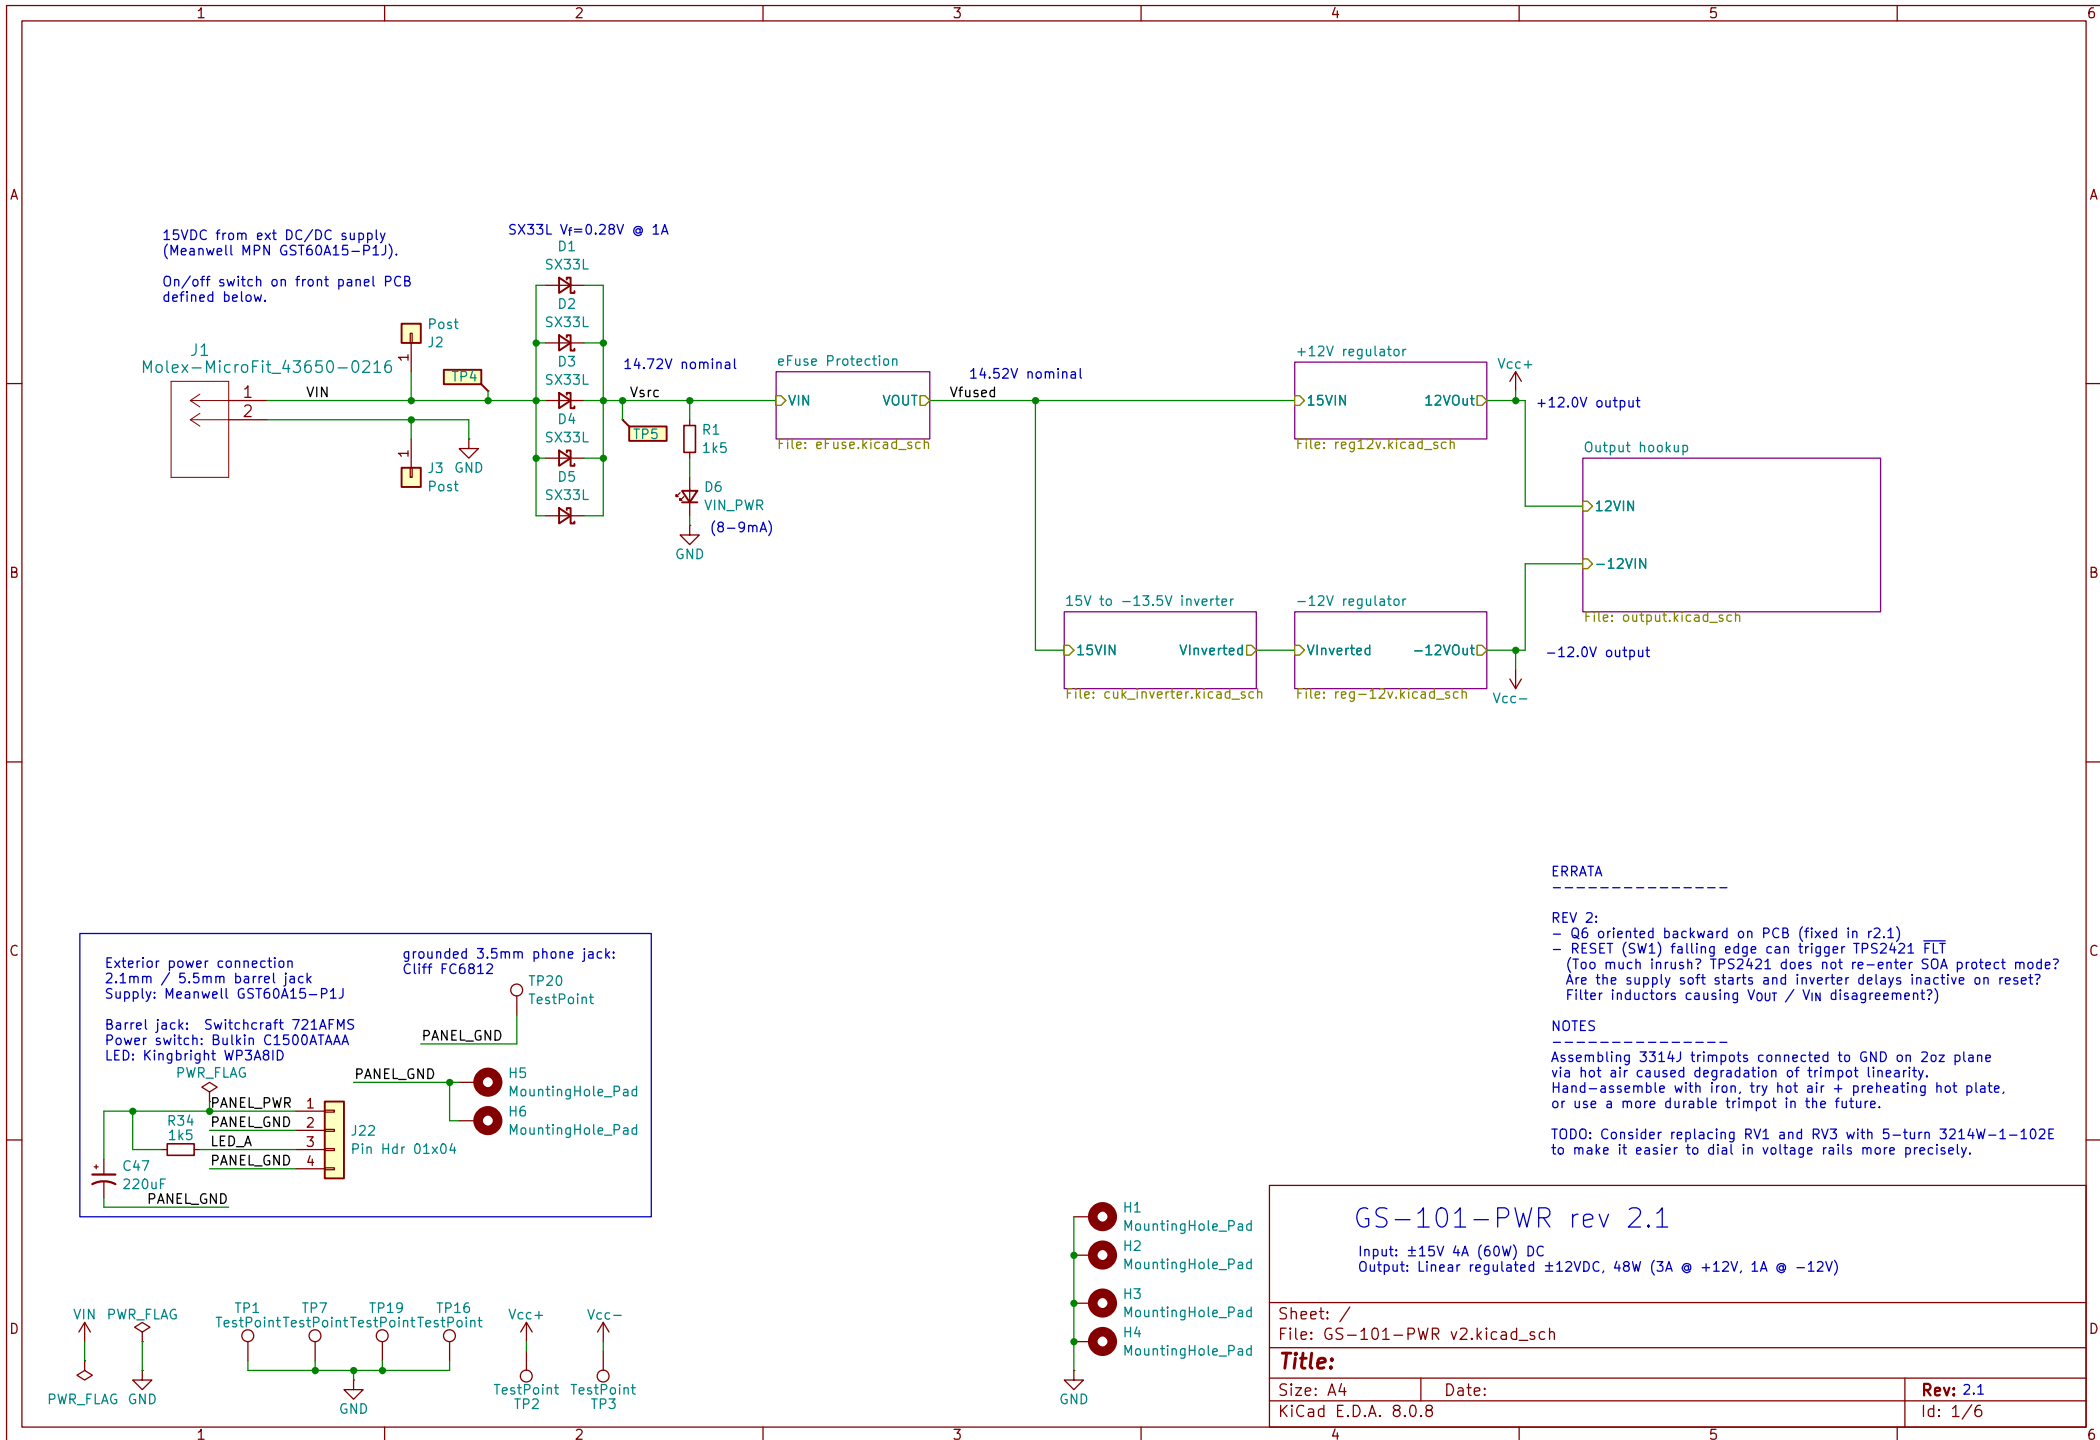 1 2 3 4 5 6
A A
B B
C C
D D
15VDC from ext DC/DC supply
(Meanwell MPN GST60A15-P1J).
On/off switch on front panel PCB
defined below.
J1
Molex-MicroFit_43650-0216
1
2
VIN
Post
J2
1
1
J3
Post
GND
TP4
SX33L Vf=0.28V @ 1A
D1
SX33L
D2
SX33L
D3
SX33L
D4
SX33L
D5
SX33L
14.72V nominal
Vsrc
TP5
R1
1k5
D6
VIN_PWR
(8-9mA)
GND
eFuse Protection
VIN
VOUT
File: eFuse.kicad_sch
14.52V nominal
Vfused
+12V regulator
15VIN
12VOut
File: reg12v.kicad_sch
Vcc+
+12.0V output
Output hookup
12VIN
-12VIN
File: output.kicad_sch
15V to -13.5V inverter
15VIN
VInverted
File: cuk_inverter.kicad_sch
-12V regulator
VInverted
-12VOut
File: reg-12v.kicad_sch
-12.0V output
Vcc-
ERRATA
---------------
REV 2:
- Q6 oriented backward on PCB (fixed in r2.1)
- RESET (SW1) falling edge can trigger TPS2421 FLT
(Too much inrush? TPS2421 does not re-enter SOA protect mode?
Are the supply soft starts and inverter delays inactive on reset?
Filter inductors causing VOUT / VIN disagreement?)
NOTES
---------------
Assembling 3314J trimpots connected to GND on 2oz plane
via hot air caused degradation of trimpot linearity.
Hand-assemble with iron, try hot air + preheating hot plate,
or use a more durable trimpot in the future.
TODO: Consider replacing RV1 and RV3 with 5-turn 3214W-1-102E
to make it easier to dial in voltage rails more precisely.
Exterior power connection
2.1mm / 5.5mm barrel jack
Supply: Meanwell GST60A15-P1J
Barrel jack:  Switchcraft 721AFMS
Power switch: Bulkin C1500ATAAA
LED: Kingbright WP3A8ID
grounded 3.5mm phone jack:
Cliff FC6812
TP20
TestPoint
PANEL_GND
PANEL_GND
H5
MountingHole_Pad
H6
MountingHole_Pad
PWR_FLAG
PANEL_PWR
PANEL_GND
LED_A
PANEL_GND
1
2
3
4
J22
Pin Hdr 01x04
R34
1k5
C47
220uF
PANEL_GND
VIN
PWR_FLAG
PWR_FLAG
GND
TP1
TestPoint
TP7
TestPoint
TP19
TestPoint
TP16
TestPoint
GND
Vcc+
TestPoint
TP2
Vcc-
TestPoint
TP3
H1
MountingHole_Pad
H2
MountingHole_Pad
H3
MountingHole_Pad
H4
MountingHole_Pad
GND
GS-101-PWR rev 2.1
Input: ±15V 4A (60W) DC
Output: Linear regulated ±12VDC, 48W (3A @ +12V, 1A @ -12V)
Sheet: /
File: GS-101-PWR v2.kicad_sch
Title:
Size: A4
Date:
Rev: 2.1
KiCad E.D.A. 8.0.8
Id: 1/6
1 2 3 4 5 6